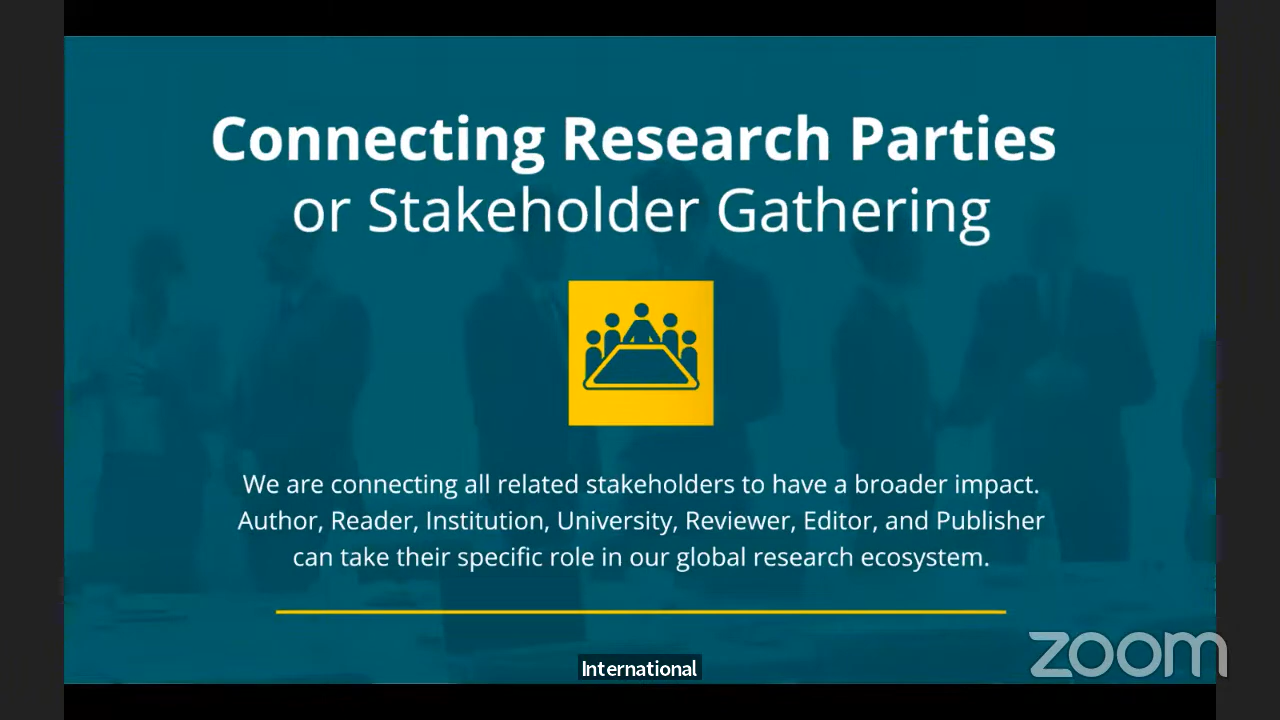 Connecting Research Parties
or Stakeholder Gathering
We are connecting all related stakeholders to have a broader impact.
Author, Reader, Institution, University, Reviewer, Editor, and Publisher
can take their specific role in our global research ecosystem.
zoom
International